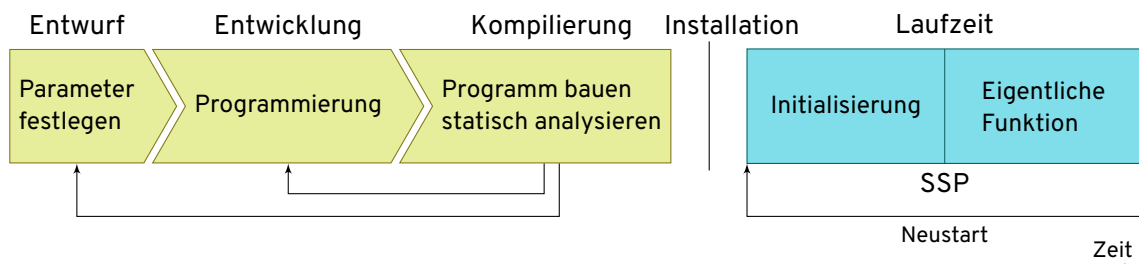 Entwurf
Entwicklung
Kompilierung
Installation
Laufzeit
Parameter
festlegen
Programmierung
Programm bauen
statisch analysieren
Initialisierung
Eigentliche
Funktion
SSP
Neustart
Zeit